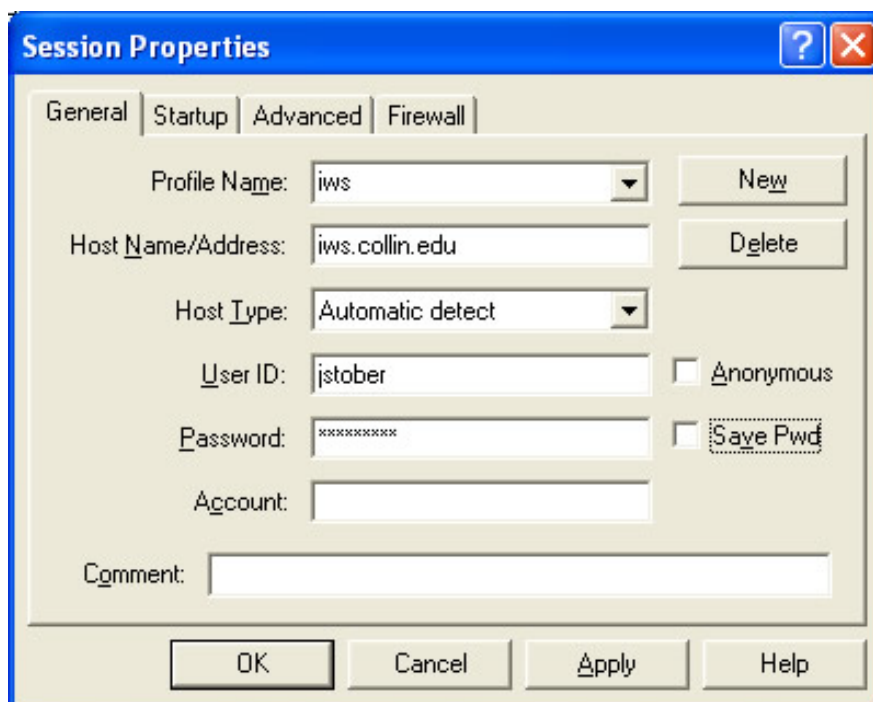 Session Properties
General Startup Advanced Firewall
Profile Name: iws New
Host Name/Address: iws.collin.edu Delete
Host Type: Automatic detect
User ID: jstober Anonymous
Password: ********* Save Pwd
Account:
Comment:
OK Cancel Apply Help